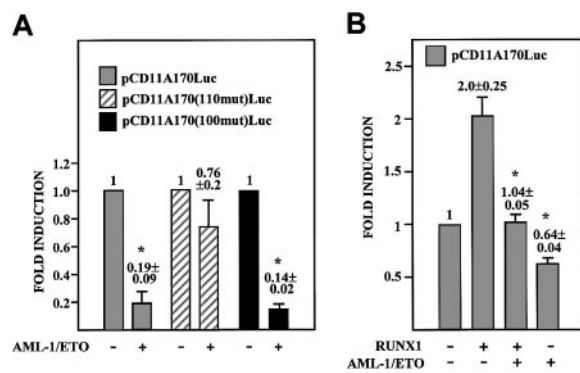 A
pCD11A170Luc
pCD11A170(110mut)Luc
pCD11A170(100mut)Luc
FOLD INDUCTION
1.2
1.0
0.8
0.6
0.4
0.2
1
*
0.19±
0.09
1
0.76
±0.2
1
*
0.14±
0.02
AML-1/ETO - + - + - +
B
pCD11A170Luc
FOLD INDUCTION
2.5
2
1.5
1
0.5
1
2.0±0.25
*
1.04±
0.05
*
0.64±
0.04
RUNX1 - + + -
AML-1/ETO - - + +